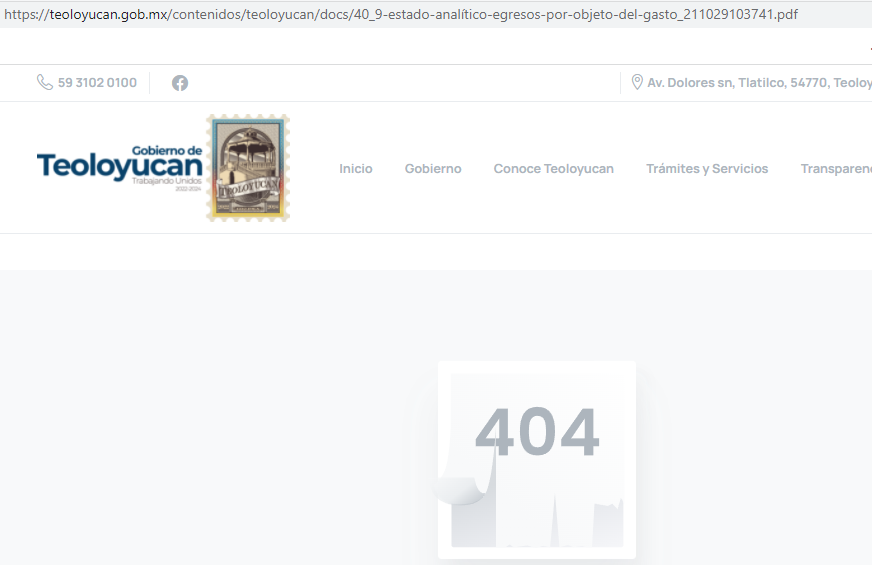 https://teoloyucan.gob.mx/contenidos/teoloyucan/docs/40_9-estado-analítico-egresos-por-objeto-del-gasto_211029103741.pdf
59 3102 0100
Av. Dolores sn, Tlatilco, 54770, Teoloy
Gobierno de
Teoloyucan
Trabajando Unidos
2022-2024
TEOLOYUCAN
Inicio
Gobierno
Conoce Teoloyucan
Trámites y Servicios
Transparen
404